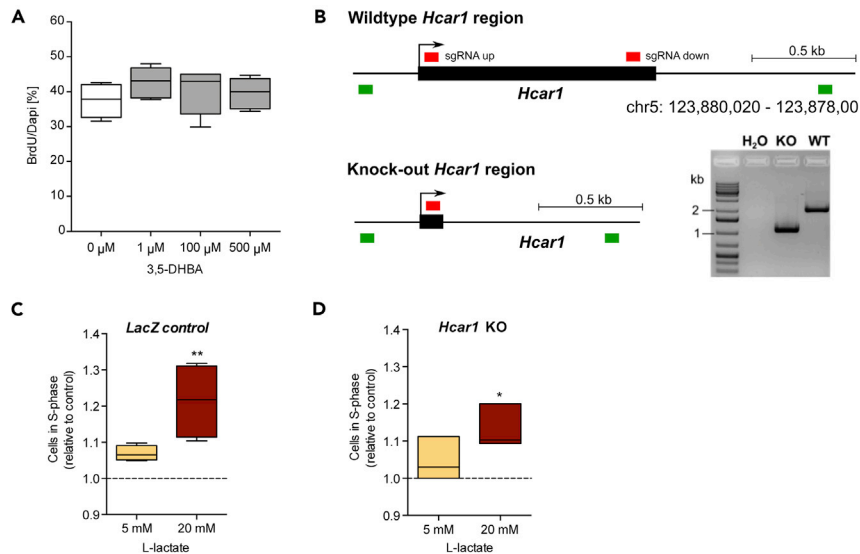 A
BrdU/Dapi [%]
60
50
40
30
20
10
0
0 µM 1 µM 100 µM 500 µM
3,5-DHBA
B
Wildtype Hcar1 region
sgRNA up
sgRNA down
0.5 kb
Hcar1
chr5: 123,880,020 - 123,878,00
Knock-out Hcar1 region
0.5 kb
Hcar1
H2O KO WT
kb
2
1
C
LacZ control
Cells in S-phase
(relative to control)
1.4
1.3
1.2
1.1
1.0
0.9
**
5 mM 20 mM
L-lactate
D
Hcar1 KO
Cells in S-phase
(relative to control)
1.4
1.3
1.2
1.1
1.0
0.9
*
5 mM 20 mM
L-lactate